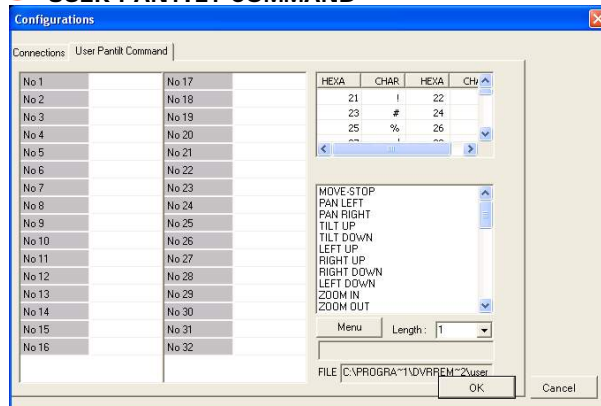 USER PANTILT COMMAND
Configurations
Connections User Pantilt Command
No 1 No 17
No 2 No 18
No 3 No 19
No 4 No 20
No 5 No 21
No 6 No 22
No 7 No 23
No 8 No 24
No 9 No 25
No 10 No 26
No 11 No 27
No 12 No 28
No 13 No 29
No 14 No 30
No 15 No 31
No 16 No 32
HEXA CHAR HEXA
21 ! 22
23 # 24
25 % 26
MOVE-STOP
PAN LEFT
PAN RIGHT
TILT UP
TILT DOWN
LEFT UP
RIGHT UP
RIGHT DOWN
LEFT DOWN
ZOOM IN
ZOOM OUT
Menu Length : 1
FILE C:\PROGRA~1\DVRREM~2\user
OK Cancel